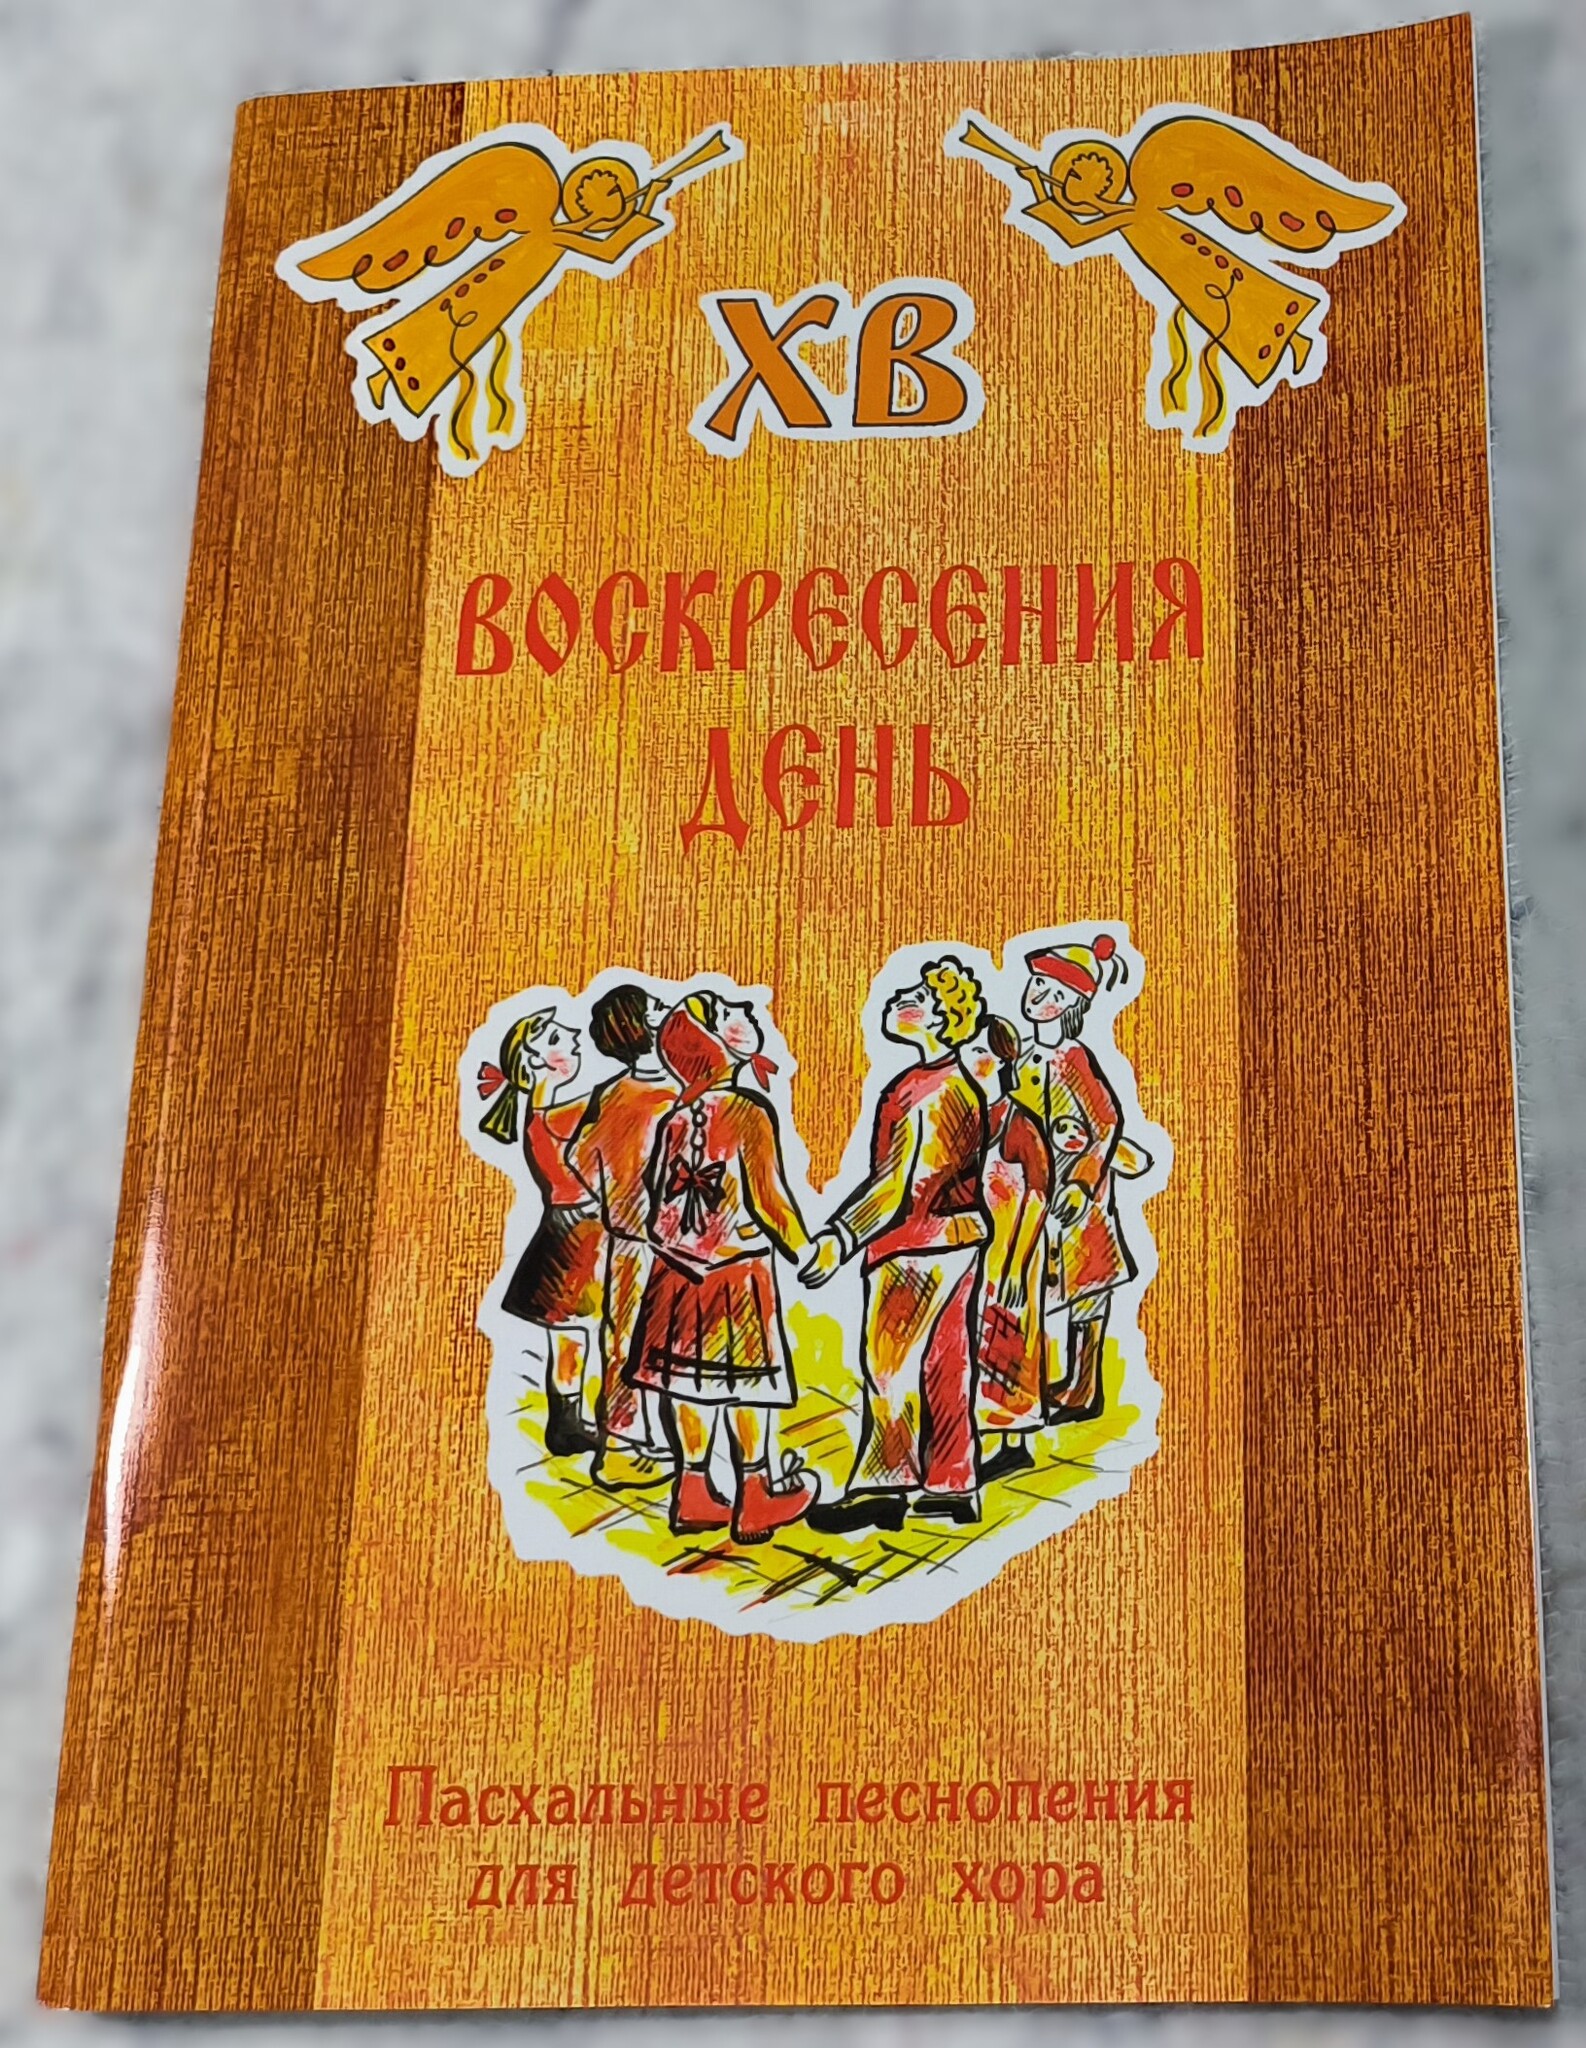 ХВ
ВОСКРЕСЕНИЯ
ДЕНЬ
Пасхальные песнопения
для детского хора